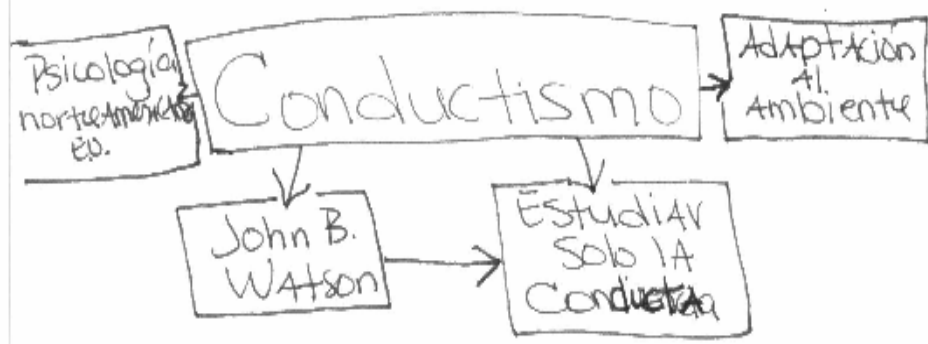 Psicología
norteamericana
E.U.
Conductismo
Adaptación
Al
Ambiente
John B.
Watson
Estudiar
Solo la
Conducta